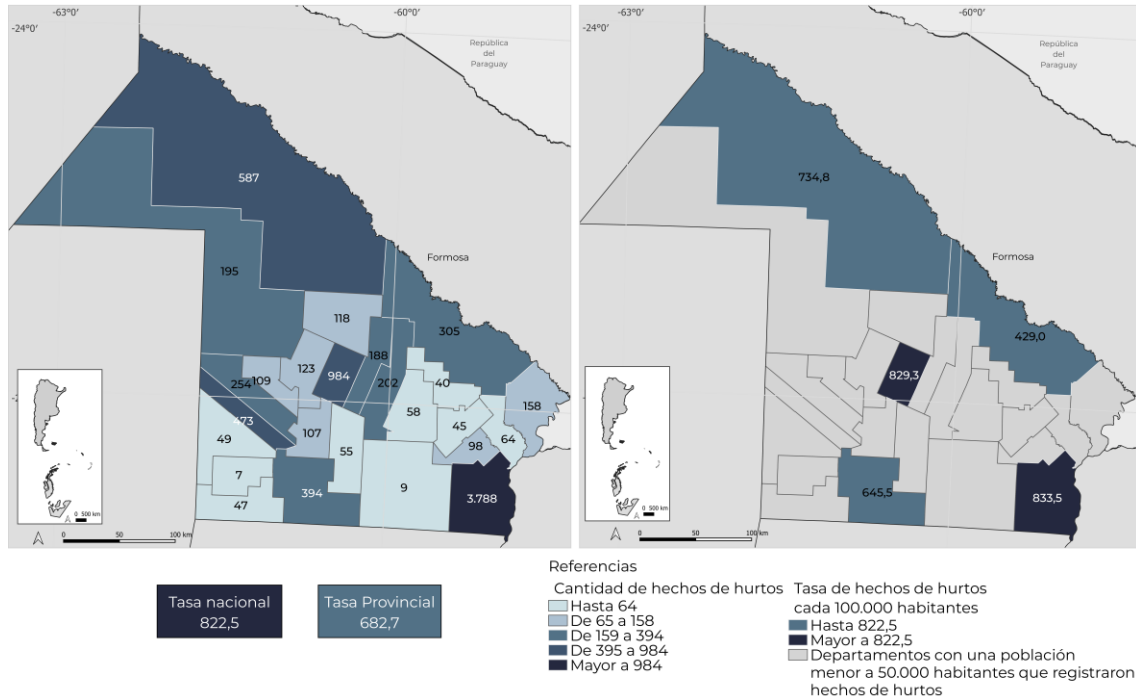 -63°0'
-60°0'
-24°0'
República
del
Paraguay
587
Formosa
195
118
305
188
123
984
254
109
202
40
158
473
58
49
107
45
64
55
98
7
394
9
3.788
47
0 500 km
0 50 100 km
-60°0'
-24°0'
República
del
Paraguay
734,8
Formosa
429,0
829,3
645,5
833,5
0 500 km
0 50 100 km
Tasa nacional
822,5
Tasa Provincial
682,7
Referencias
Cantidad de hechos de hurtos
Hasta 64
De 65 a 158
De 159 a 394
De 395 a 984
Mayor a 984
Tasa de hechos de hurtos
cada 100.000 habitantes
Hasta 822,5
Mayor a 822,5
Departamentos con una población
menor a 50.000 habitantes que registraron
hechos de hurtos